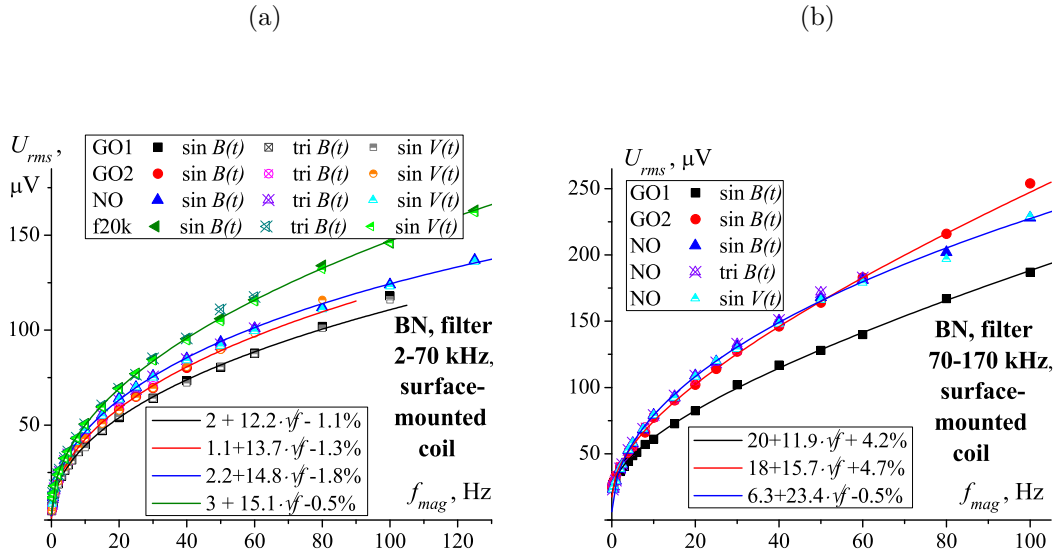 (a)
U_rms, μV
GO1 sin B(t) tri B(t) sin V(t)
GO2 sin B(t) tri B(t) sin V(t)
NO sin B(t) tri B(t) sin V(t)
f20k sin B(t) tri B(t) sin V(t)
150
100
50
BN, filter
2-70 kHz,
surface-
mounted
coil
2 + 12.2·√f - 1.1%
1.1+13.7·√f -1.3%
2.2+14.8·√f -1.8%
3 + 15.1·√f -0.5%
f_mag, Hz
0 20 40 60 80 100 120
(b)
U_rms, μV
GO1 sin B(t)
GO2 sin B(t)
NO sin B(t)
NO tri B(t)
NO sin V(t)
250
200
150
100
50
BN, filter
70-170 kHz,
surface-
mounted
coil
20+11.9·√f + 4.2%
18+15.7·√f +4.7%
6.3+23.4·√f -0.5%
f_mag, Hz
0 20 40 60 80 100